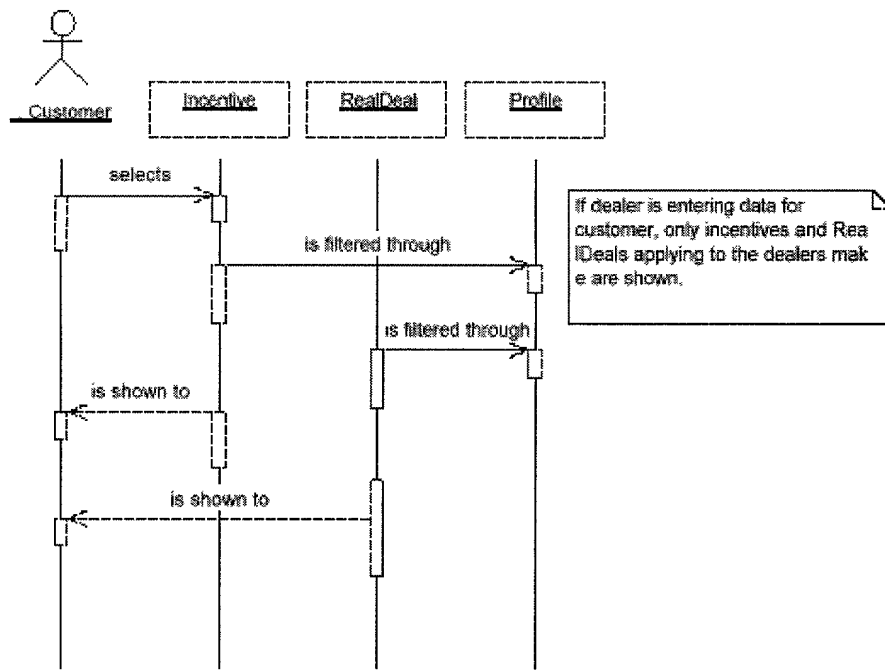 _ Customer
Incentive
RealDeal
Profile
selects
is filtered through
is filtered through
is shown to
is shown to
If dealer is entering data for
customer, only incentives and Rea
lDeals applying to the dealers mak
e are shown.